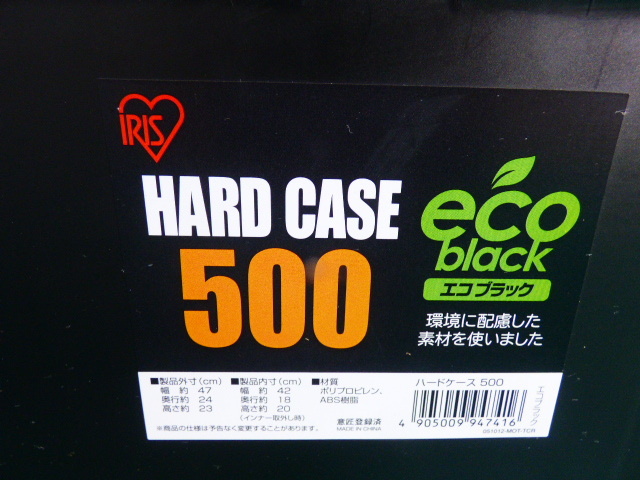 IRIS
HARD CASE
500
eco
black
エコブラック
環境に配慮した
素材を使いました
■製品外寸(cm)
幅 約 47
奥行約 24
高さ約 23
■製品内寸(cm)
幅 約 42
奥行約 18
高さ約 20
(インナー取外し時)
■材質
ポリプロピレン、
ABS樹脂
※商品の仕様は予告なく変更することがあります。
意匠登録済
MADE IN CHINA
ハードケース 500
4 905009 947416
051012-MOT-TCR
エコブラック